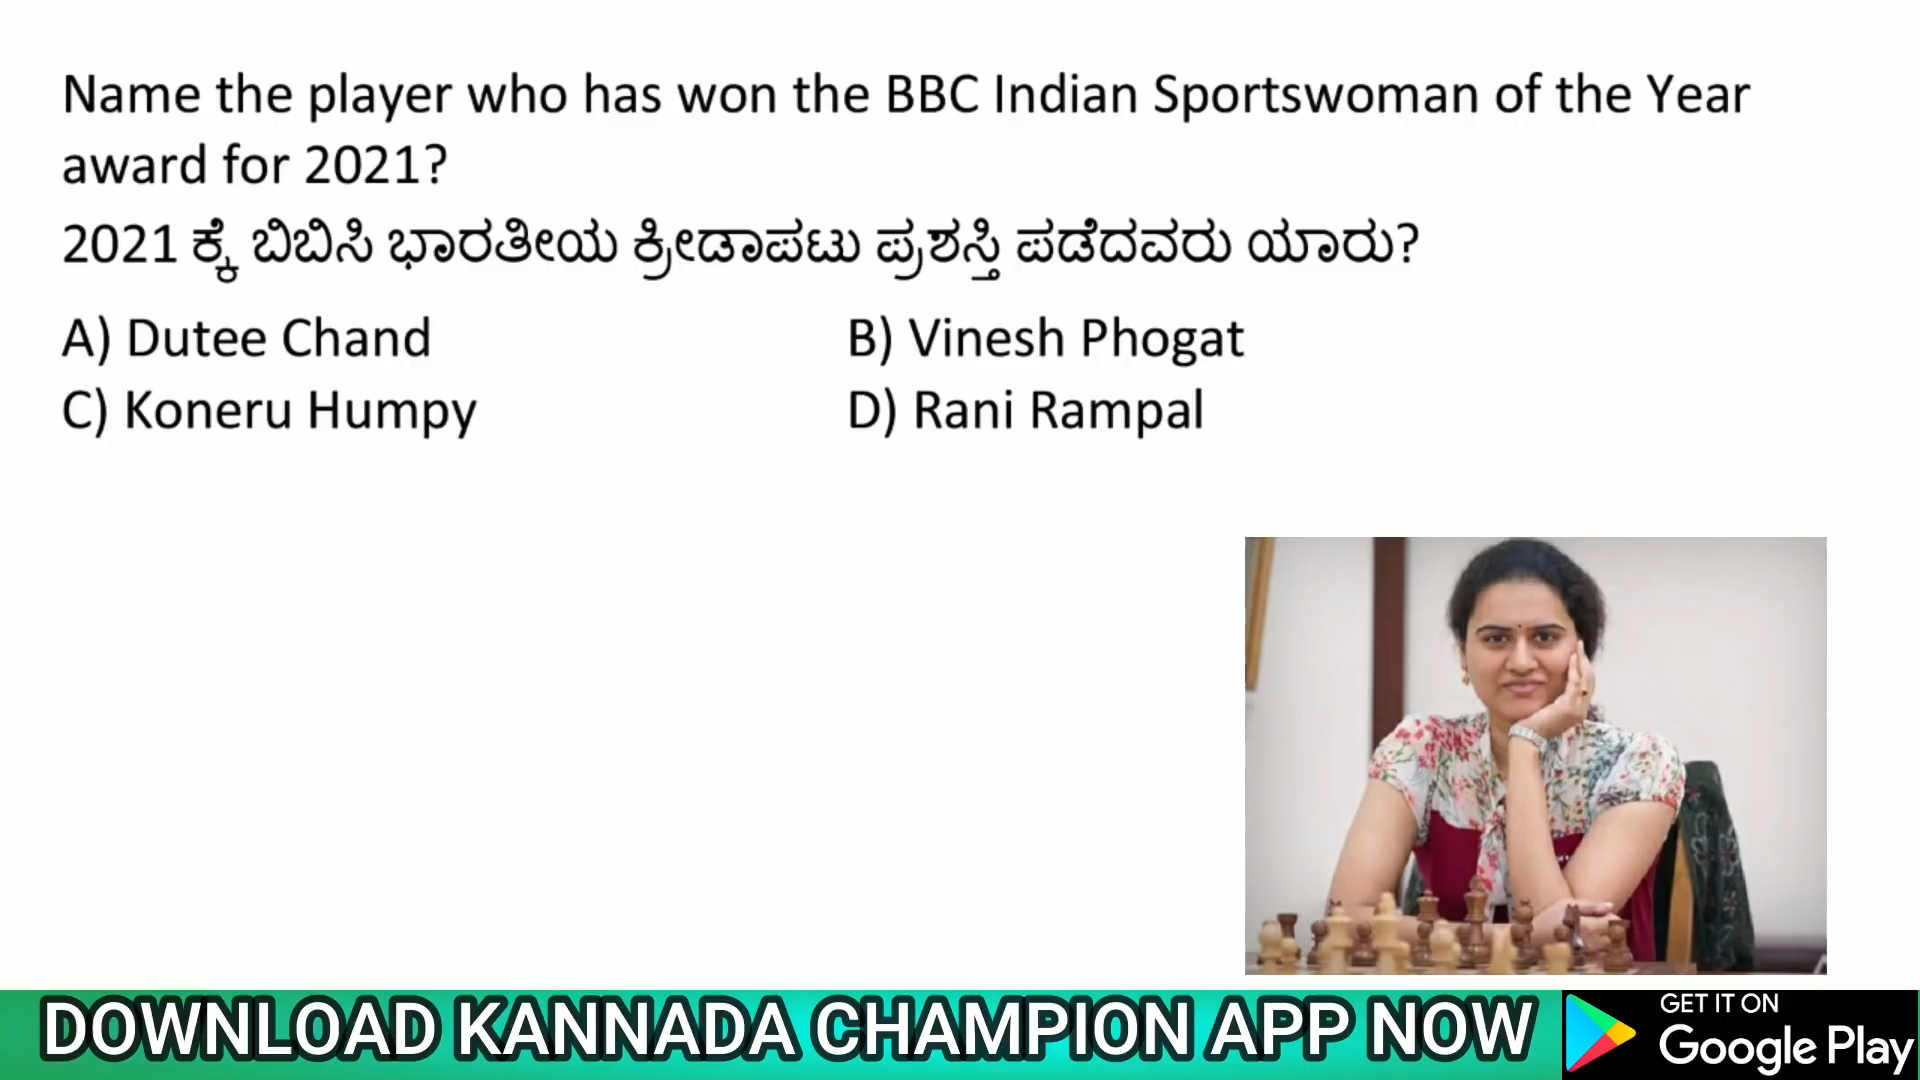 Name the player who has won the BBC Indian Sportswoman of the Year
award for 2021?
2021 ಕ್ಕೆ ಬಿಬಿಸಿ ಭಾರತೀಯ ಕ್ರೀಡಾಪಟು ಪ್ರಶಸ್ತಿ ಪಡೆದವರು ಯಾರು?
A) Dutee Chand B) Vinesh Phogat
C) Koneru Humpy D) Rani Rampal
DOWNLOAD KANNADA CHAMPION APP NOW
GET IT ON
Google Play